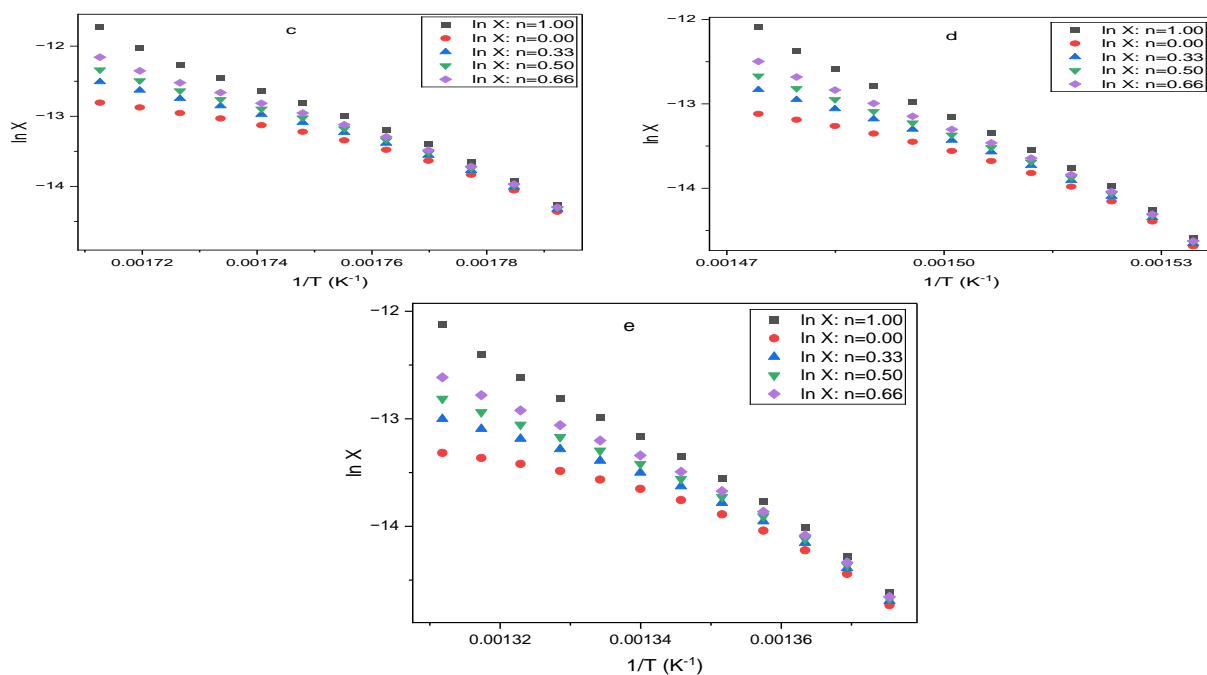 c
ln X: n=1.00
ln X: n=0.00
ln X: n=0.33
ln X: n=0.50
ln X: n=0.66
−12
−13
−14
ln X
0.00172
0.00174
0.00176
0.00178
1/T (K⁻¹)
d
ln X: n=1.00
ln X: n=0.00
ln X: n=0.33
ln X: n=0.50
ln X: n=0.66
−12
−13
−14
ln X
0.00147
0.00150
0.00153
1/T (K⁻¹)
e
ln X: n=1.00
ln X: n=0.00
ln X: n=0.33
ln X: n=0.50
ln X: n=0.66
−12
−13
−14
ln X
0.00132
0.00134
0.00136
1/T (K⁻¹)